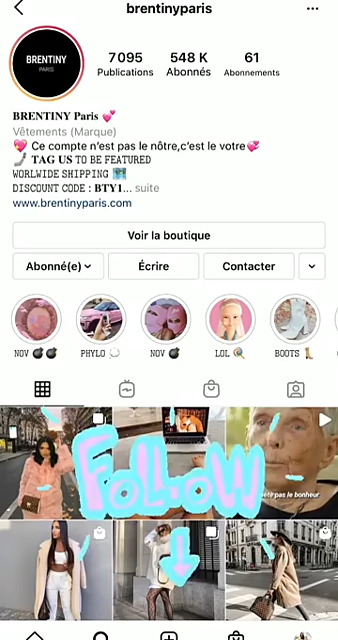 brentinyparis
BRENTINY
PARIS
7 095 548 K 61
Publications Abonnés Abonnements
BRENTINY Paris 💞
Vêtements (Marque)
💖 Ce compte n'est pas le nôtre,c'est le votre💞
🤳 TAG US TO BE FEATURED
WORLWIDE SHIPPING 🗺️
DISCOUNT CODE : BTY1... suite
www.brentinyparis.com
Voir la boutique
Abonné(e) Écrire Contacter
NOV 💣💣 PHYLO 💭 NOV 💣 LOL 🍭 BOOTS 👢
FOLLOW
pas le bonheur